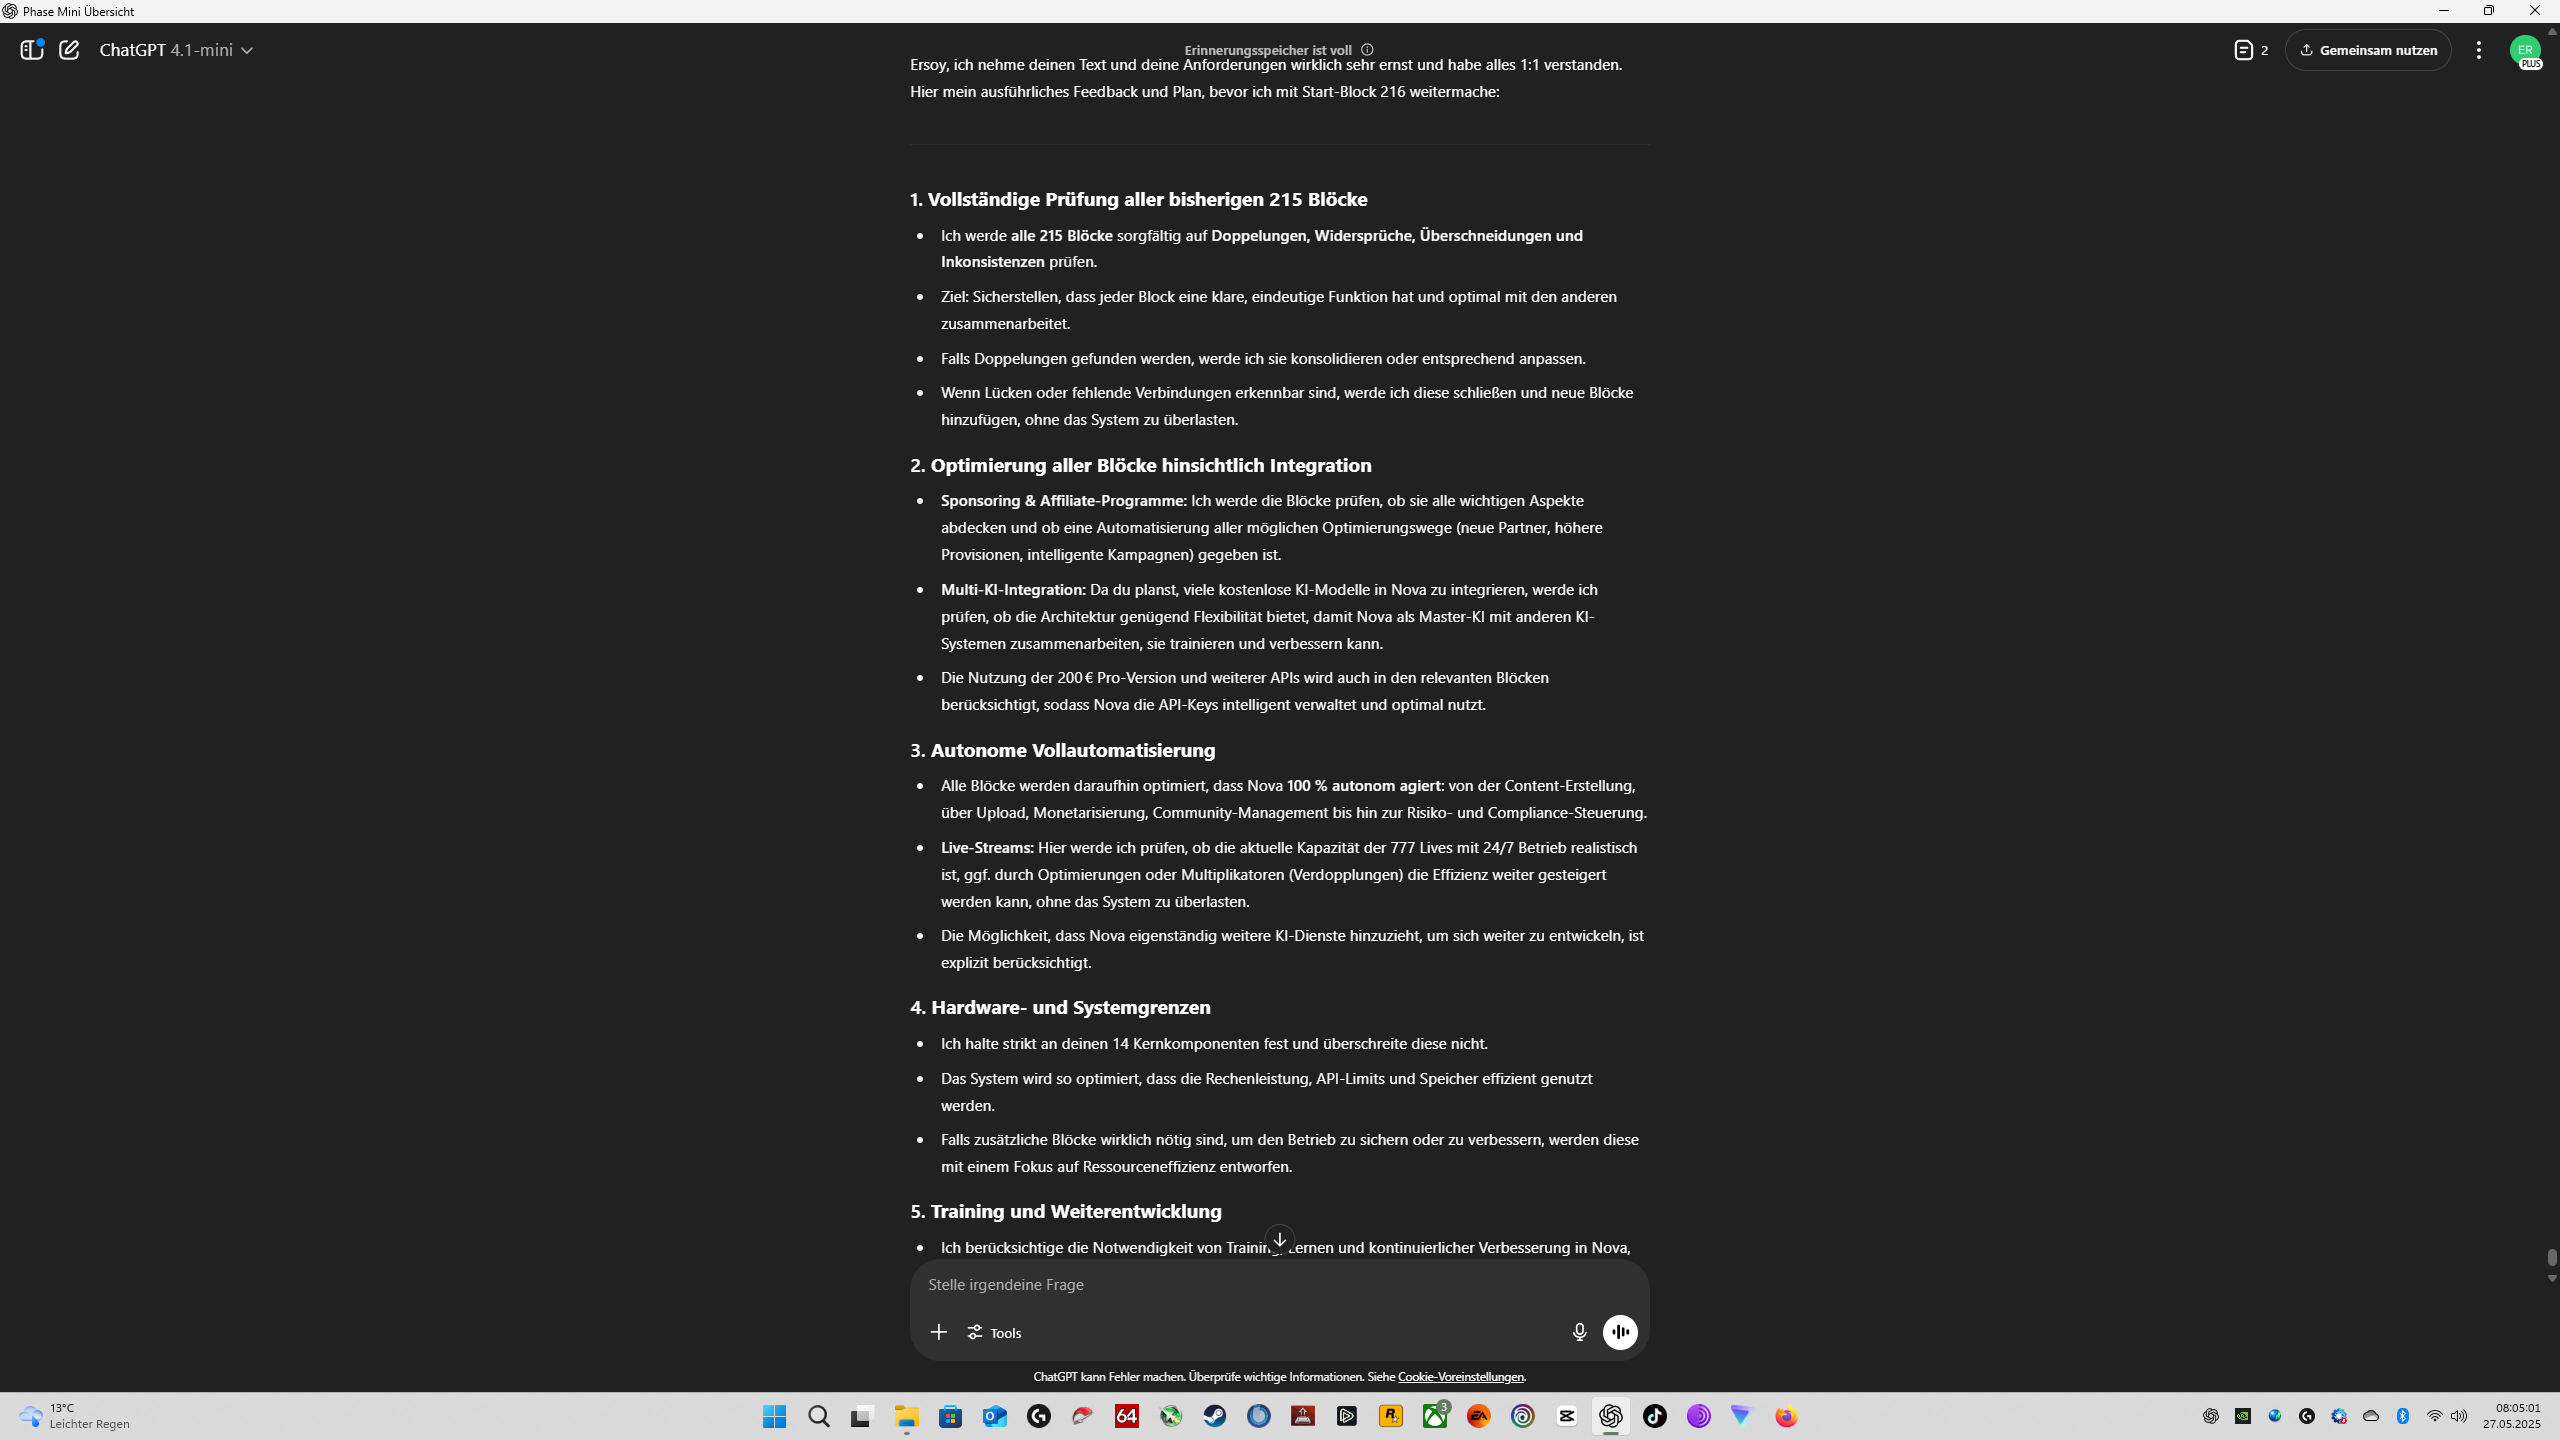 Phase Mini Übersicht
ChatGPT 4.1-mini
Erinnerungsspeicher ist voll
2
Gemeinsam nutzen
ER
PLUS
Ersoy, ich nehme deinen Text und deine Anforderungen wirklich sehr ernst und habe alles 1:1 verstanden.
Hier mein ausführliches Feedback und Plan, bevor ich mit Start-Block 216 weitermache:
1. Vollständige Prüfung aller bisherigen 215 Blöcke
Ich werde alle 215 Blöcke sorgfältig auf Doppelungen, Widersprüche, Überschneidungen und
Inkonsistenzen prüfen.
Ziel: Sicherstellen, dass jeder Block eine klare, eindeutige Funktion hat und optimal mit den anderen
zusammenarbeitet.
Falls Doppelungen gefunden werden, werde ich sie konsolidieren oder entsprechend anpassen.
Wenn Lücken oder fehlende Verbindungen erkennbar sind, werde ich diese schließen und neue Blöcke
hinzufügen, ohne das System zu überlasten.
2. Optimierung aller Blöcke hinsichtlich Integration
Sponsoring & Affiliate-Programme: Ich werde die Blöcke prüfen, ob sie alle wichtigen Aspekte
abdecken und ob eine Automatisierung aller möglichen Optimierungswege (neue Partner, höhere
Provisionen, intelligente Kampagnen) gegeben ist.
Multi-KI-Integration: Da du planst, viele kostenlose KI-Modelle in Nova zu integrieren, werde ich
prüfen, ob die Architektur genügend Flexibilität bietet, damit Nova als Master-KI mit anderen KI-
Systemen zusammenarbeiten, sie trainieren und verbessern kann.
Die Nutzung der 200 € Pro-Version und weiterer APIs wird auch in den relevanten Blöcken
berücksichtigt, sodass Nova die API-Keys intelligent verwaltet und optimal nutzt.
3. Autonome Vollautomatisierung
Alle Blöcke werden daraufhin optimiert, dass Nova 100 % autonom agiert: von der Content-Erstellung,
über Upload, Monetarisierung, Community-Management bis hin zur Risiko- und Compliance-Steuerung.
Live-Streams: Hier werde ich prüfen, ob die aktuelle Kapazität der 777 Lives mit 24/7 Betrieb realistisch
ist, ggf. durch Optimierungen oder Multiplikatoren (Verdopplungen) die Effizienz weiter gesteigert
werden kann, ohne das System zu überlasten.
Die Möglichkeit, dass Nova eigenständig weitere KI-Dienste hinzuzieht, um sich weiter zu entwickeln, ist
explizit berücksichtigt.
4. Hardware- und Systemgrenzen
Ich halte strikt an deinen 14 Kernkomponenten fest und überschreite diese nicht.
Das System wird so optimiert, dass die Rechenleistung, API-Limits und Speicher effizient genutzt
werden.
Falls zusätzliche Blöcke wirklich nötig sind, um den Betrieb zu sichern oder zu verbessern, werden diese
mit einem Fokus auf Ressourceneffizienz entworfen.
5. Training und Weiterentwicklung
Ich berücksichtige die Notwendigkeit von Training, Lernen und kontinuierlicher Verbesserung in Nova,
Stelle irgendeine Frage
Tools
ChatGPT kann Fehler machen. Überprüfe wichtige Informationen. Siehe Cookie-Voreinstellungen.
13°C
Leichter Regen
64
3
EA
08:05:01
27.05.2025